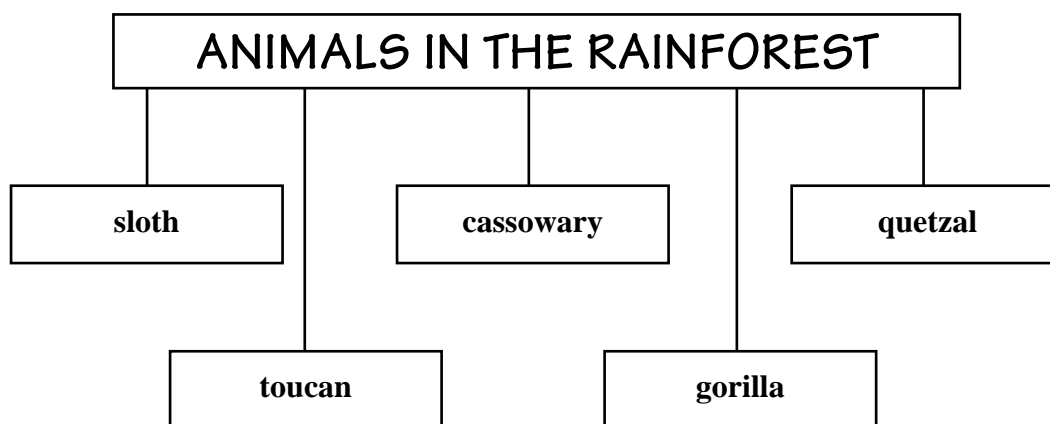 ANIMALS IN THE RAINFOREST
sloth
cassowary
quetzal
toucan
gorilla